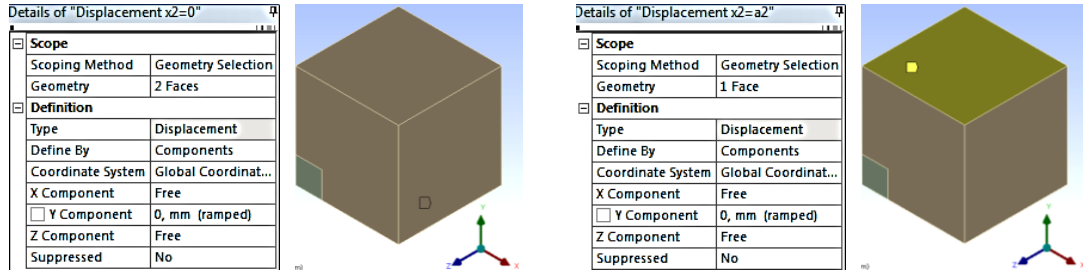 Details of "Displacement x2=0"
Scope
Scoping Method Geometry Selection
Geometry 2 Faces
Definition
Type Displacement
Define By Components
Coordinate System Global Coordinat...
X Component Free
Y Component 0, mm (ramped)
Z Component Free
Suppressed No
Y
Z
X
Details of "Displacement x2=a2"
Scope
Scoping Method Geometry Selection
Geometry 1 Face
Definition
Type Displacement
Define By Components
Coordinate System Global Coordinat...
X Component Free
Y Component 0, mm (ramped)
Z Component Free
Suppressed No
Y
Z
X